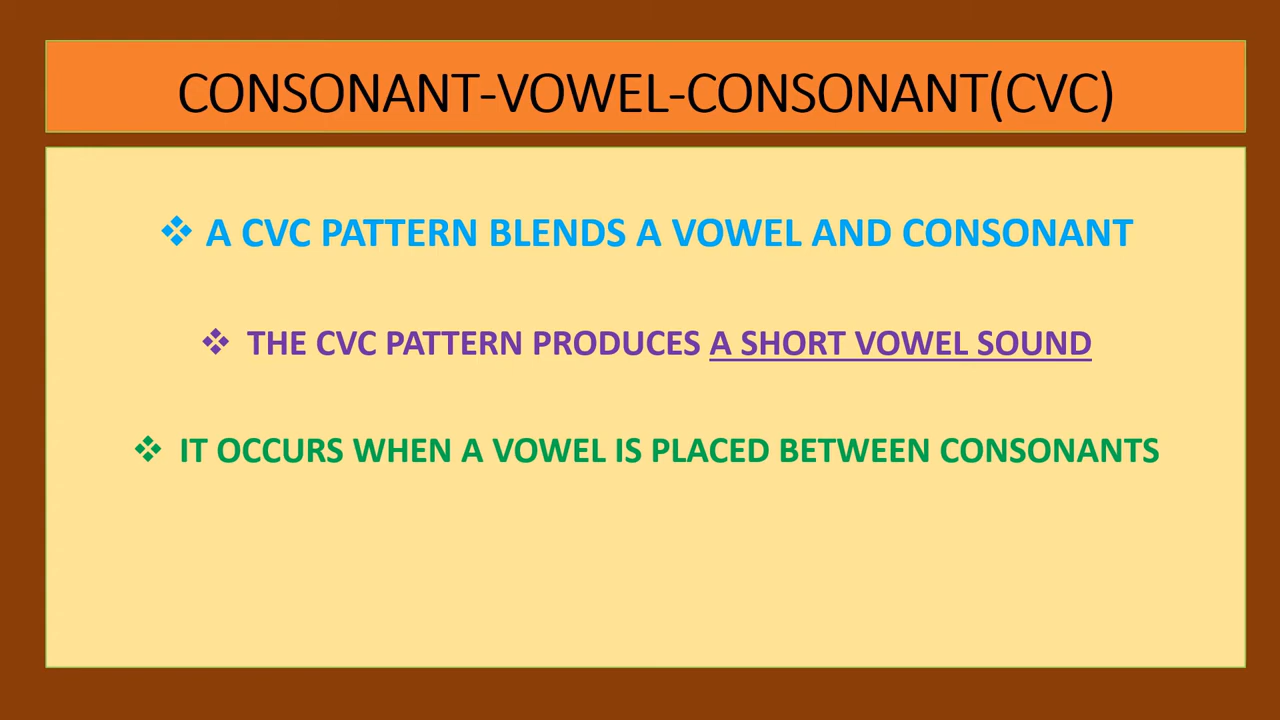 CONSONANT-VOWEL-CONSONANT(CVC)
❖ A CVC PATTERN BLENDS A VOWEL AND CONSONANT
❖ THE CVC PATTERN PRODUCES A SHORT VOWEL SOUND
❖ IT OCCURS WHEN A VOWEL IS PLACED BETWEEN CONSONANTS